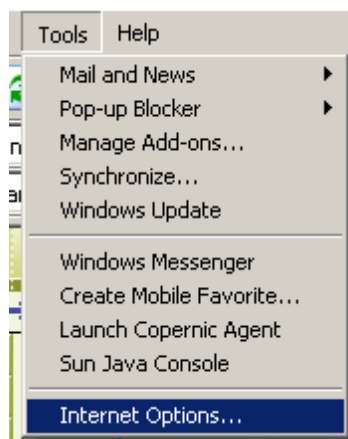 Tools Help
Mail and News
Pop-up Blocker
Manage Add-ons...
Synchronize...
Windows Update
Windows Messenger
Create Mobile Favorite...
Launch Copernic Agent
Sun Java Console
Internet Options...